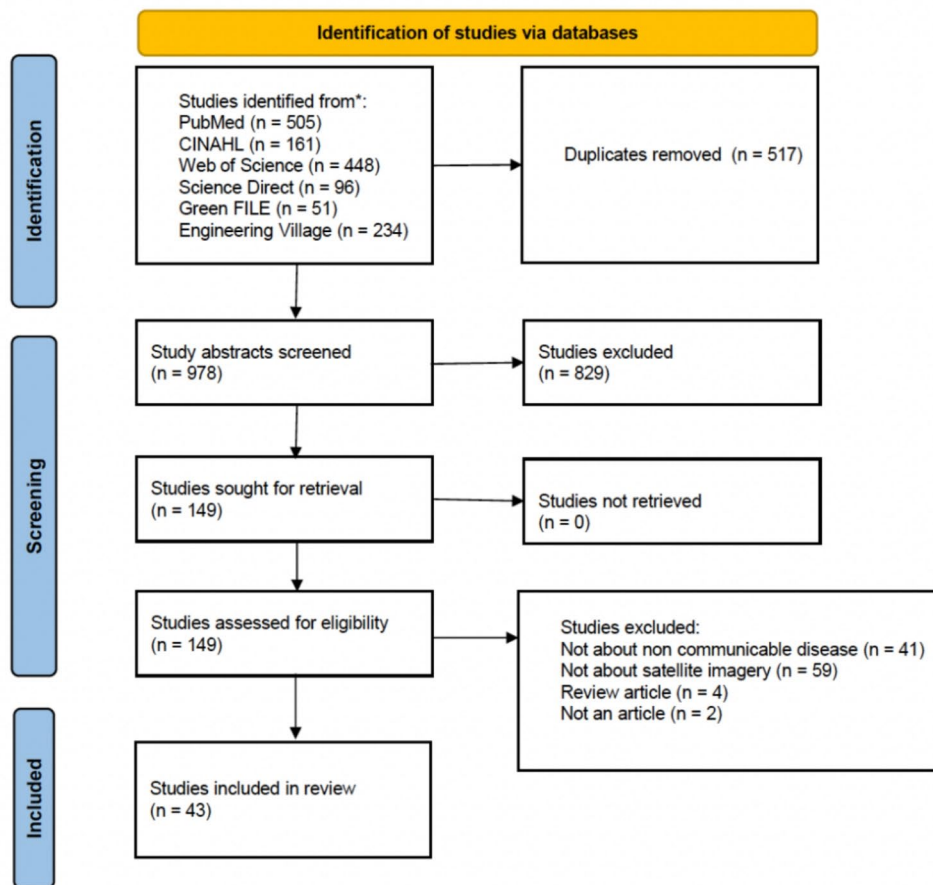 Identification of studies via databases
Identification
Studies identified from*:
PubMed (n = 505)
CINAHL (n = 161)
Web of Science (n = 448)
Science Direct (n = 96)
Green FILE (n = 51)
Engineering Village (n = 234)
Duplicates removed (n = 517)
Screening
Study abstracts screened
(n = 978)
Studies excluded
(n = 829)
Studies sought for retrieval
(n = 149)
Studies not retrieved
(n = 0)
Studies assessed for eligibility
(n = 149)
Studies excluded:
Not about non communicable disease (n = 41)
Not about satellite imagery (n = 59)
Review article (n = 4)
Not an article (n = 2)
Included
Studies included in review
(n = 43)